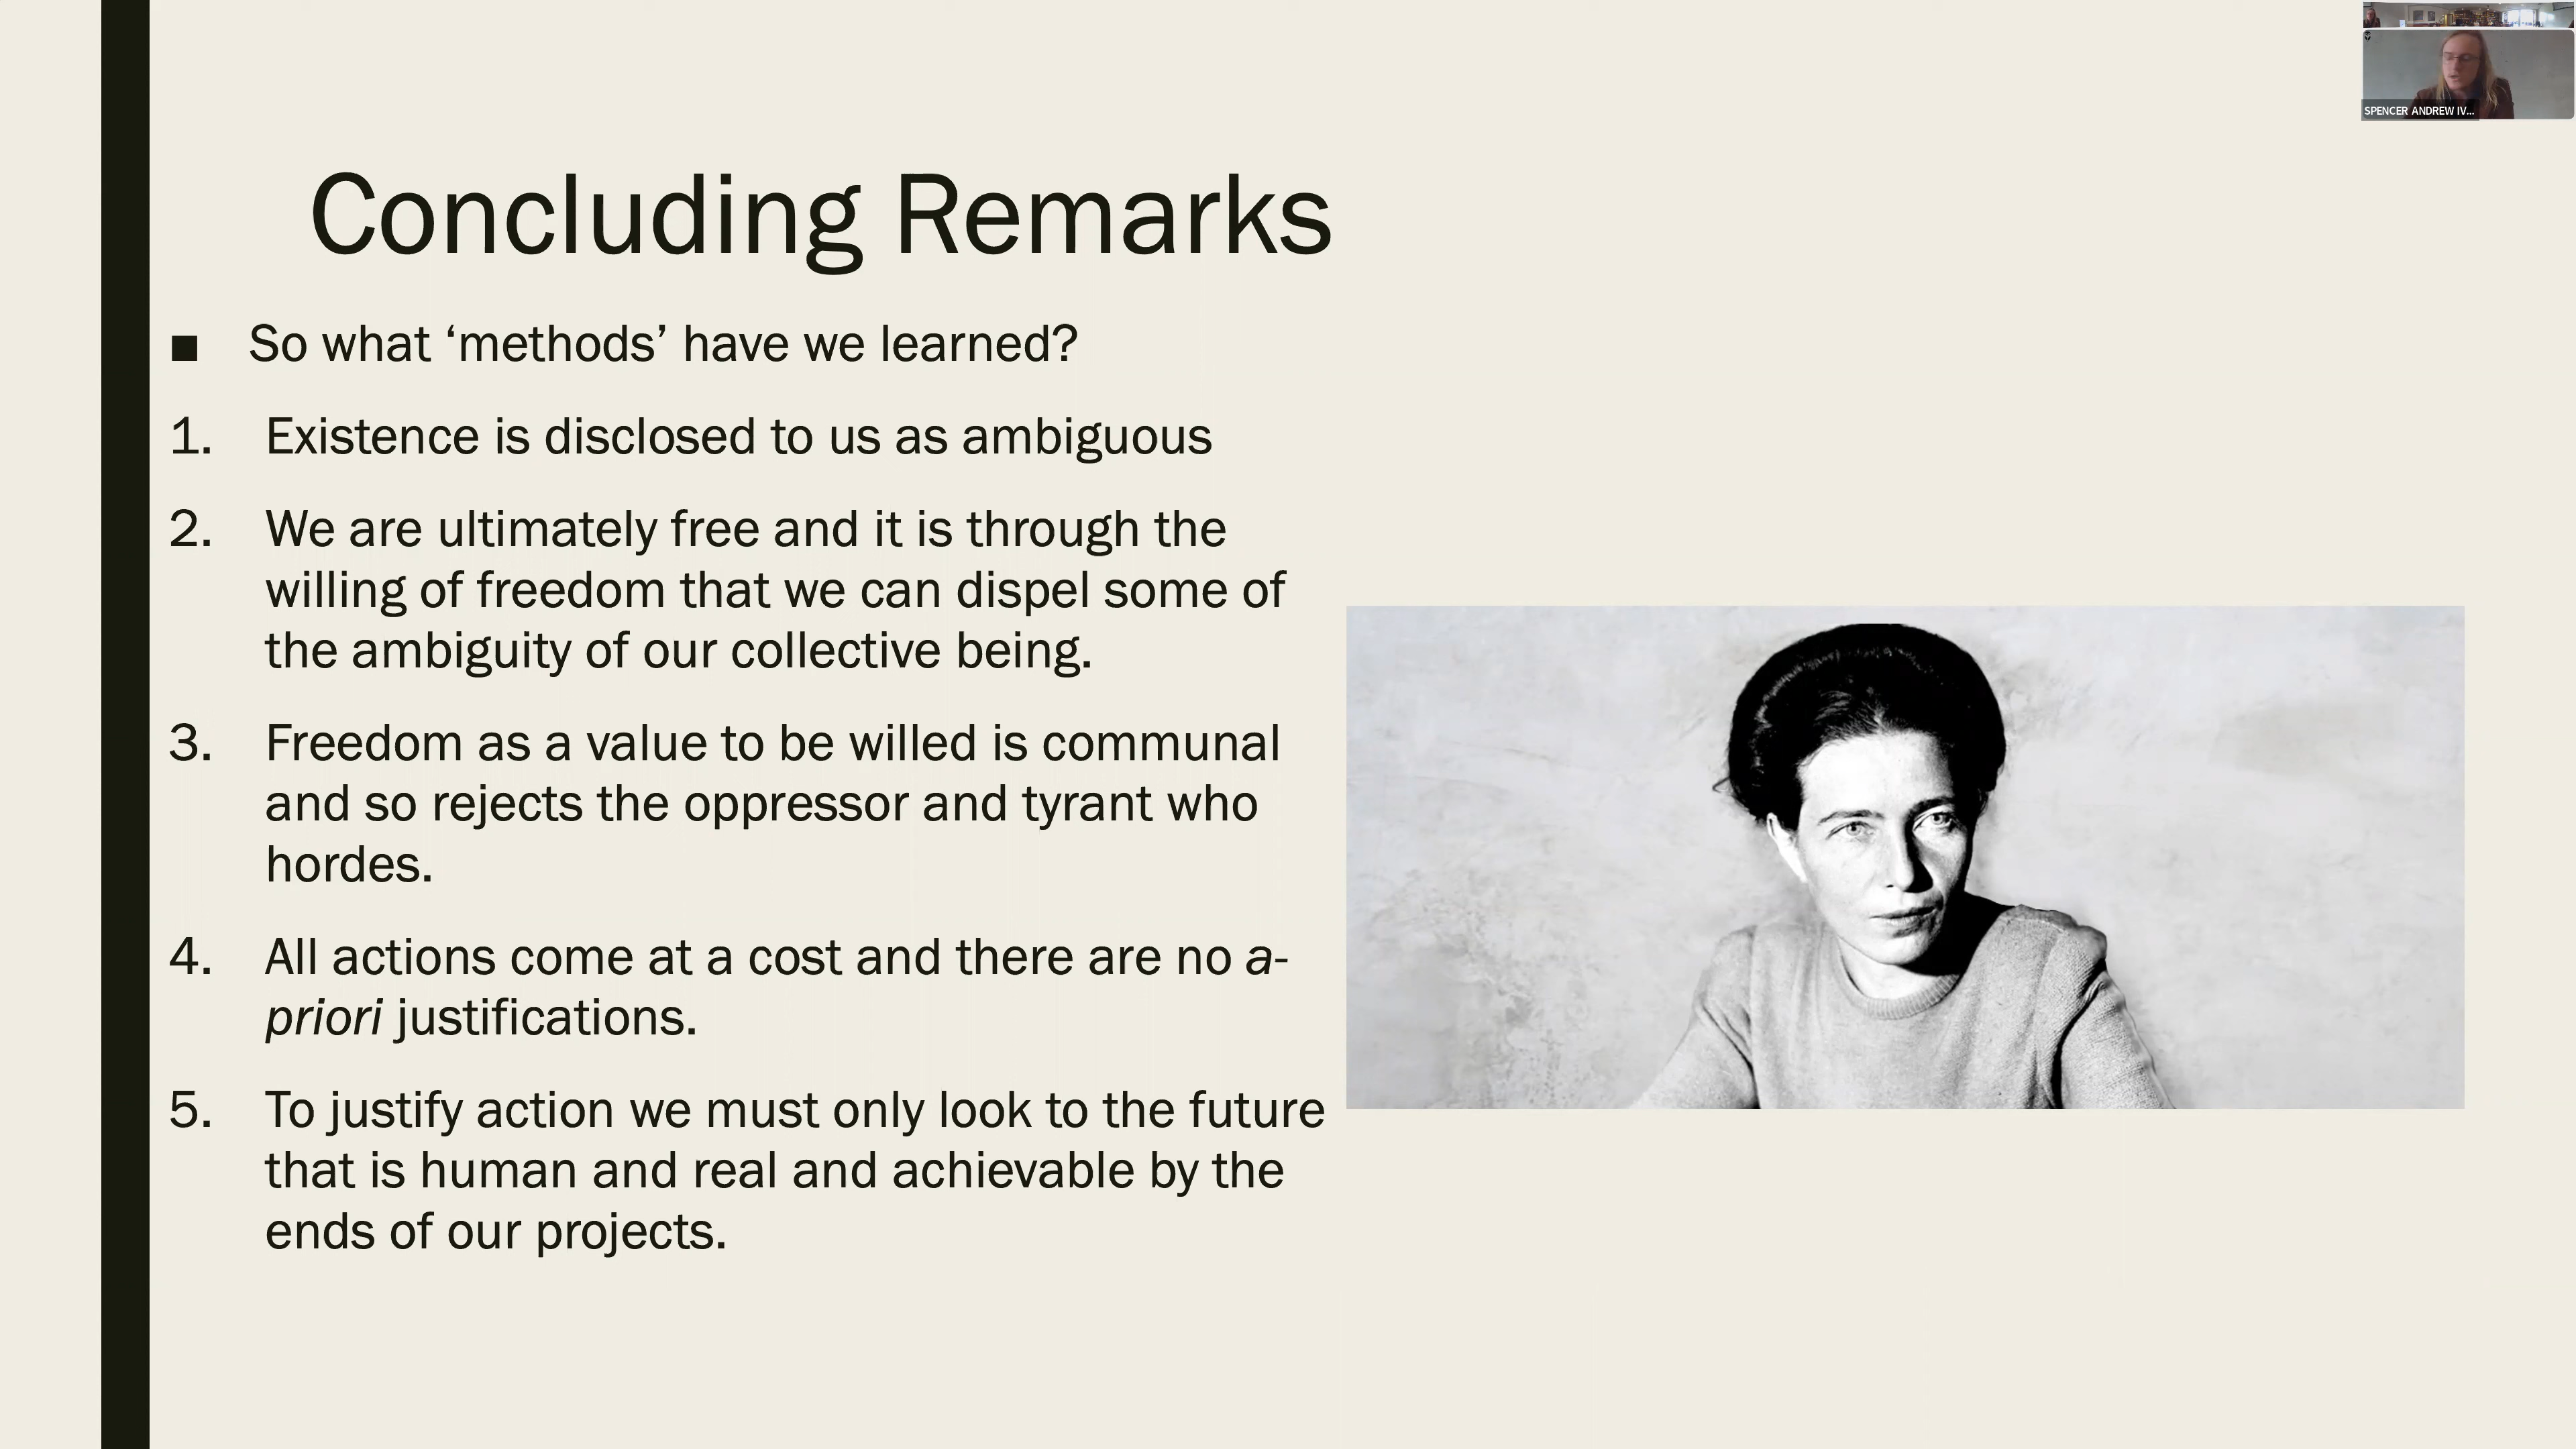 SPENCER ANDREW IV...
Concluding Remarks
■ So what ‘methods’ have we learned?
1. Existence is disclosed to us as ambiguous
2. We are ultimately free and it is through the
willing of freedom that we can dispel some of
the ambiguity of our collective being.
3. Freedom as a value to be willed is communal
and so rejects the oppressor and tyrant who
hordes.
4. All actions come at a cost and there are no a-
priori justifications.
5. To justify action we must only look to the future
that is human and real and achievable by the
ends of our projects.